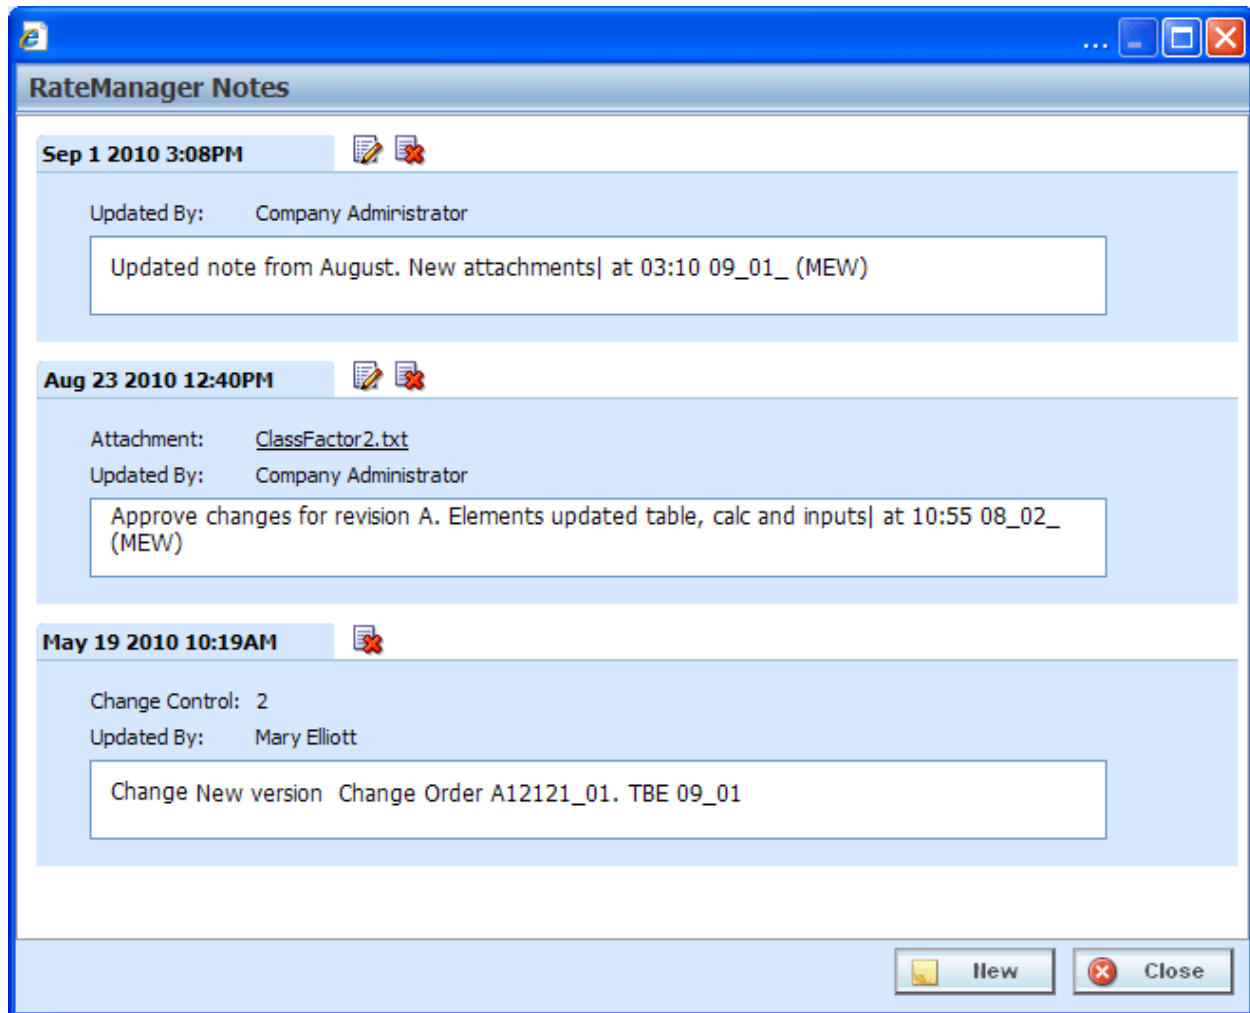 ...
RateManager Notes
Sep 1 2010 3:08PM
Updated By: Company Administrator
Updated note from August. New attachments| at 03:10 09_01_ (MEW)
Aug 23 2010 12:40PM
Attachment: ClassFactor2.txt
Updated By: Company Administrator
Approve changes for revision A. Elements updated table, calc and inputs| at 10:55 08_02_
(MEW)
May 19 2010 10:19AM
Change Control: 2
Updated By: Mary Elliott
Change New version Change Order A12121_01. TBE 09_01
New Close